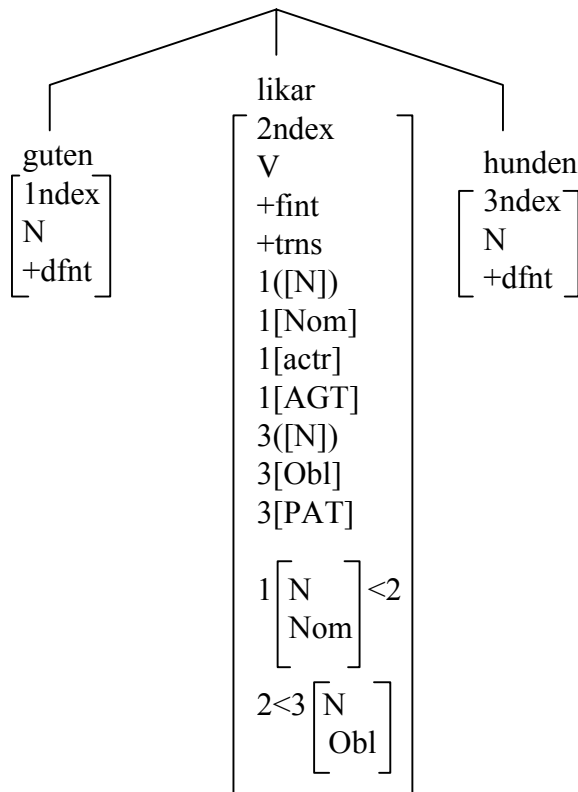 likar
2ndex
V
+fint
+trns
1([N])
1[Nom]
1[actr]
1[AGT]
3([N])
3[Obl]
3[PAT]
1[N <2
Nom]
2<3[N
Obl]
guten
1ndex
N
+dfnt
hunden
3ndex
N
+dfnt